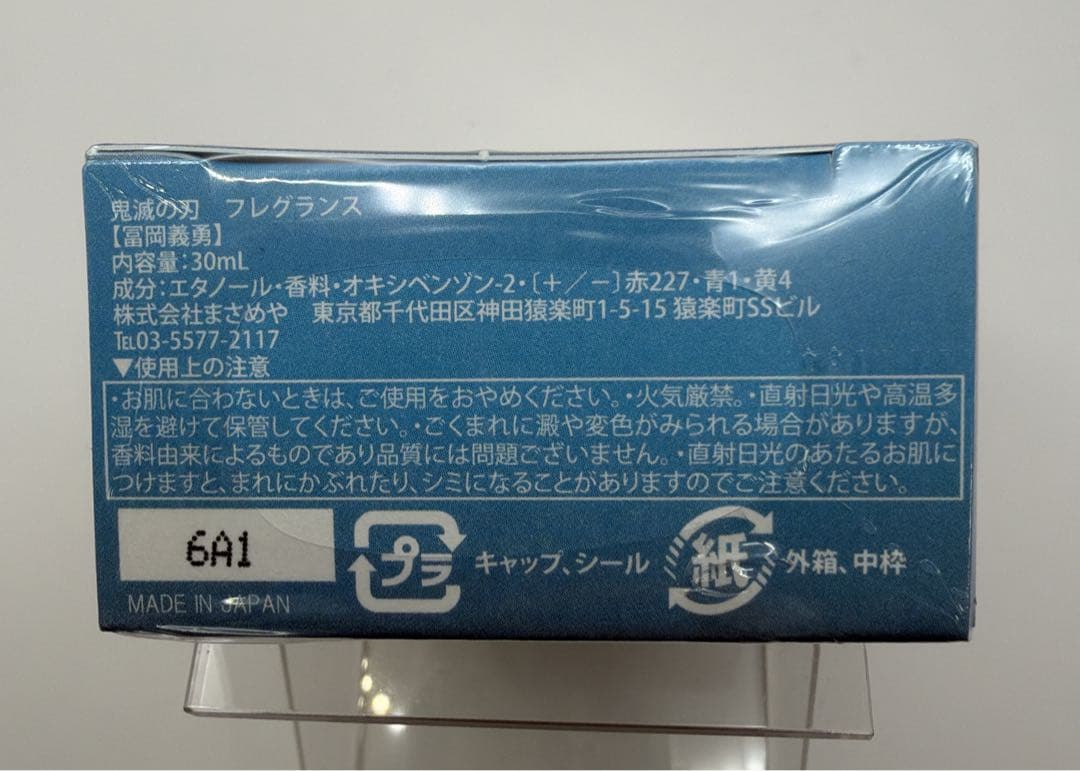 鬼滅の刃　フレグランス
【冨岡義勇】
内容量：30mL
成分：エタノール・香料・オキシベンゾン-2・〔＋／－〕赤227・青1・黄4
株式会社まさめや　東京都千代田区神田猿楽町1-5-15 猿楽町SSビル
℡03-5577-2117
▼使用上の注意
・お肌に合わないときは、ご使用をおやめください。・火気厳禁。・直射日光や高温多
湿を避けて保管してください。・ごくまれに澱や変色がみられる場合がありますが、
香料由来によるものであり品質には問題ございません。・直射日光のあたるお肌に
つけますと、まれにかぶれたり、シミになることがありますのでご注意ください。
6A1
プラ キャップ、シール
紙 外箱、中枠
MADE IN JAPAN